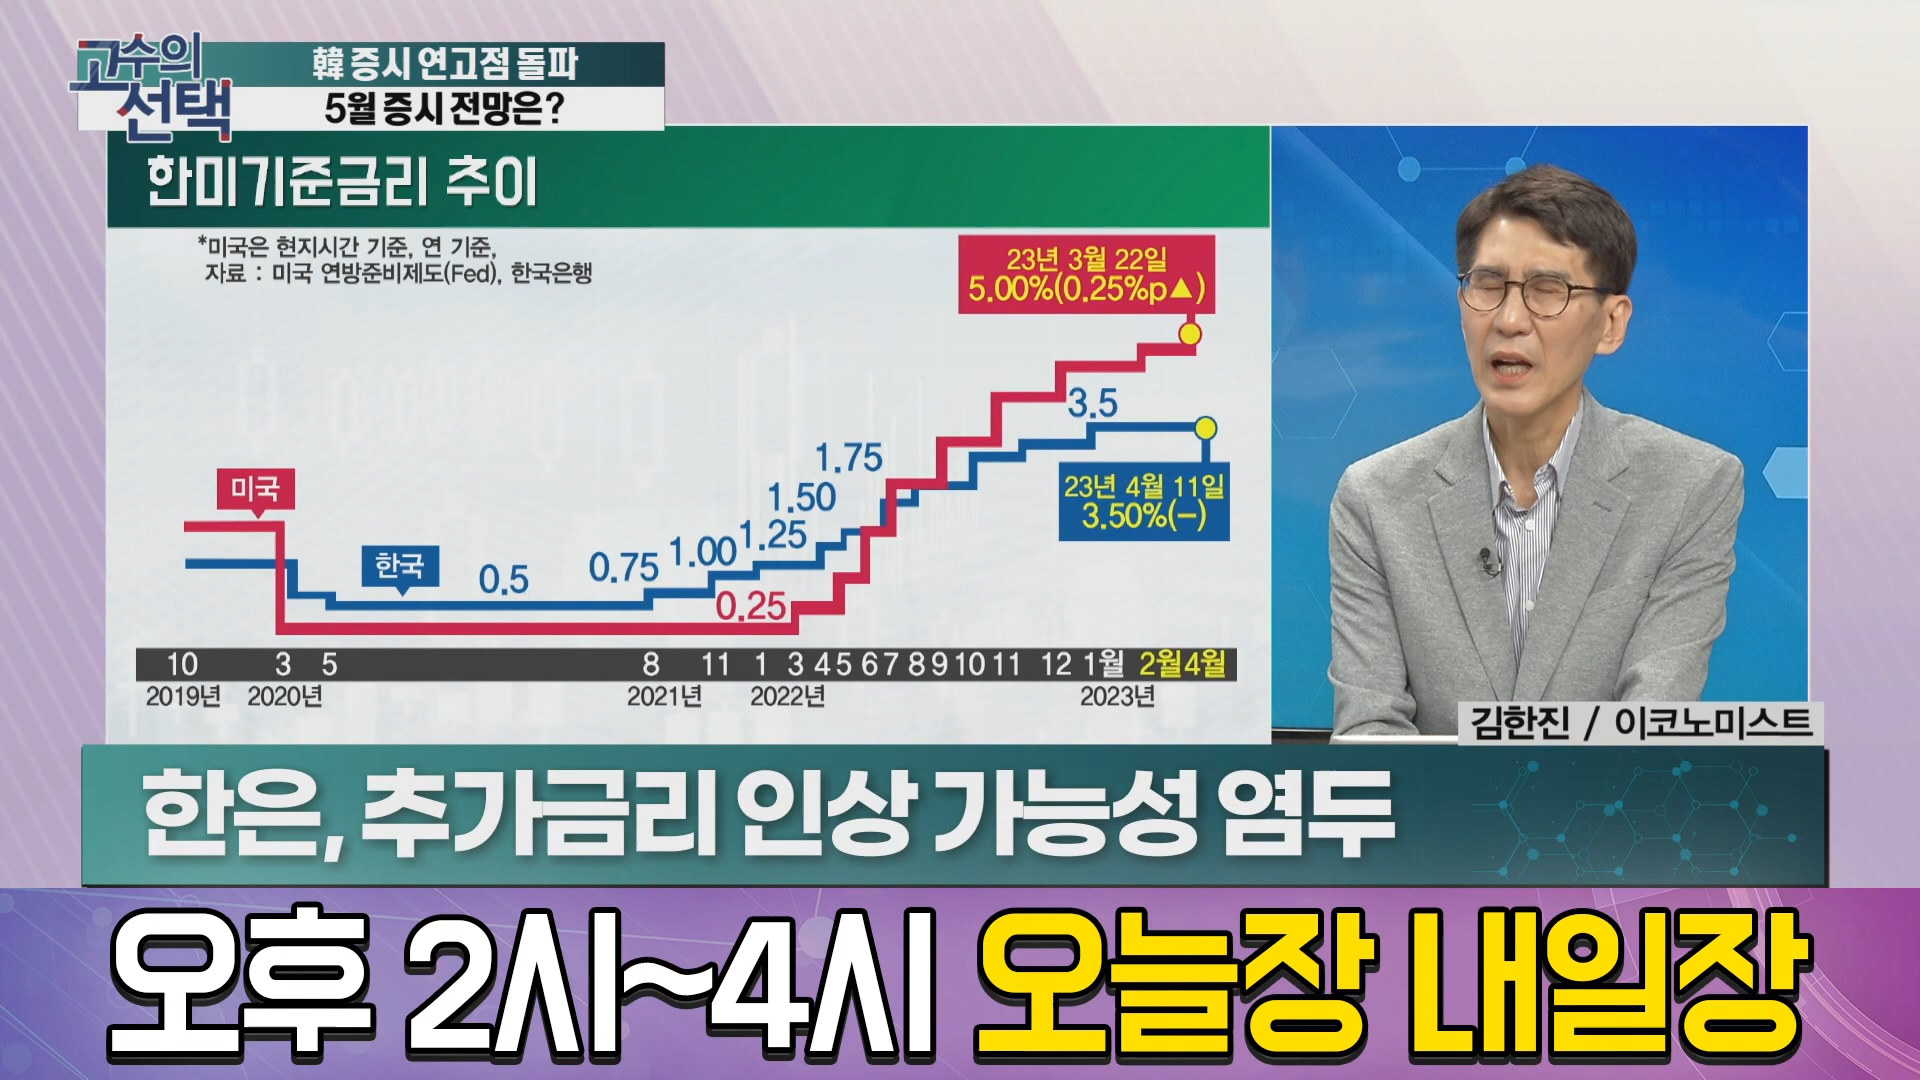 고수의
선택
韓 증시 연고점 돌파
5월 증시 전망은?
한미기준금리 추이
*미국은 현지시간 기준, 연 기준,
자료 : 미국 연방준비제도(Fed), 한국은행
23년 3월 22일
5.00%(0.25%p▲)
3.5
1.75
23년 4월 11일
3.50%(-)
미국
1.50
1.25
한국
0.5
0.75
1.00
0.25
10 3 5 8 11 1 3 4 5 6 7 8 9 10 11 12 1월 2월 4월
2019년 2020년 2021년 2022년 2023년
김한진 / 이코노미스트
한은, 추가금리 인상 가능성 염두
오후 2시~4시 오늘장 내일장